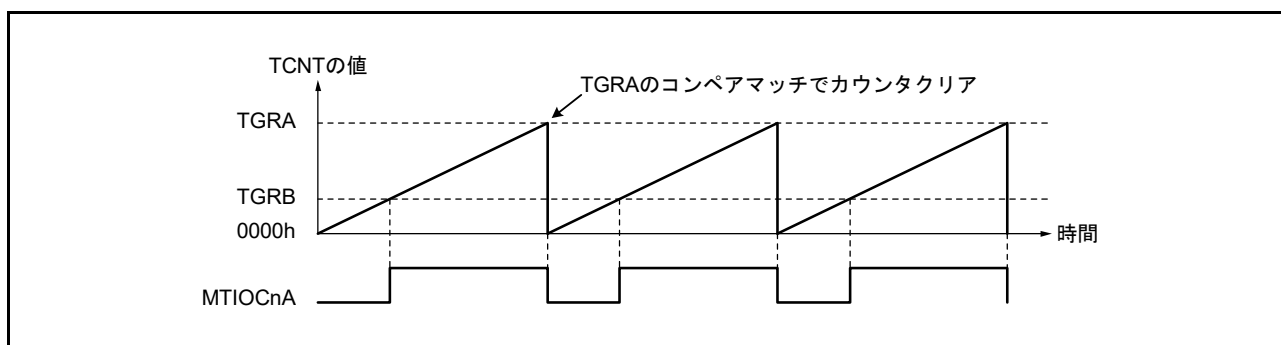 TCNTの値
TGRAのコンペアマッチでカウンタクリア
TGRA
TGRB
0000h
時間
MTIOCnA